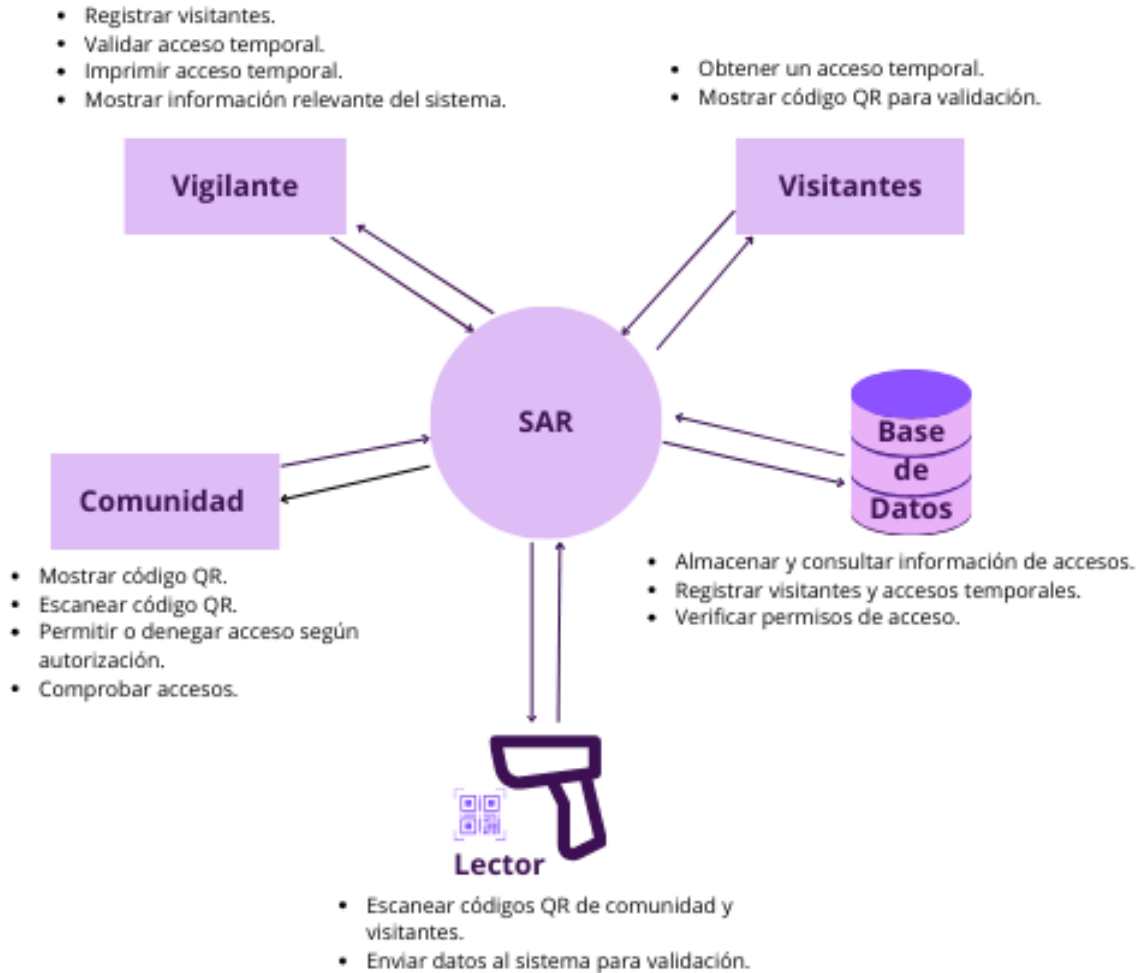 • Registrar visitantes.
• Validar acceso temporal.
• Imprimir acceso temporal.
• Mostrar información relevante del sistema.
• Obtener un acceso temporal.
• Mostrar código QR para validación.
Vigilante
Visitantes
SAR
Base
de
Datos
Comunidad
• Mostrar código QR.
• Escanear código QR.
• Permitir o denegar acceso según
autorización.
• Comprobar accesos.
• Almacenar y consultar información de accesos.
• Registrar visitantes y accesos temporales.
• Verificar permisos de acceso.
Lector
• Escanear códigos QR de comunidad y
visitantes.
• Enviar datos al sistema para validación.